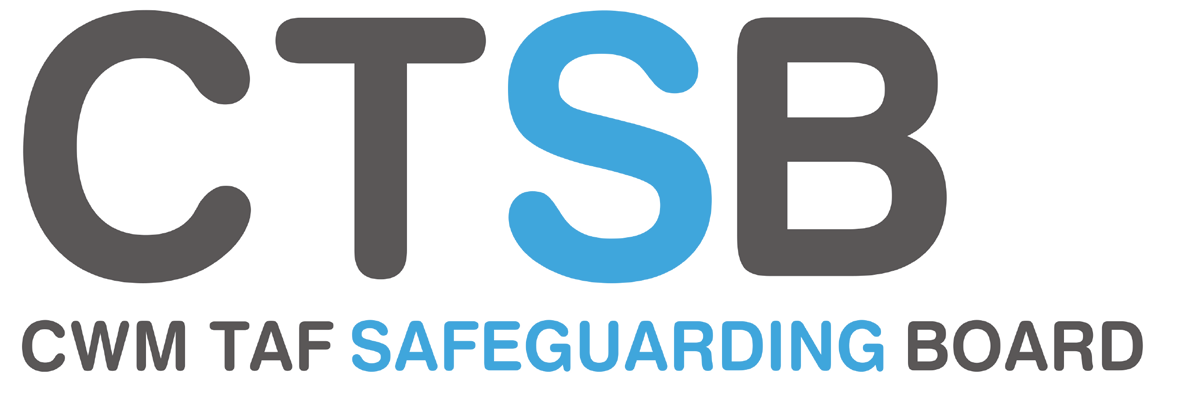 CTSB
CWM TAF SAFEGUARDING BOARD